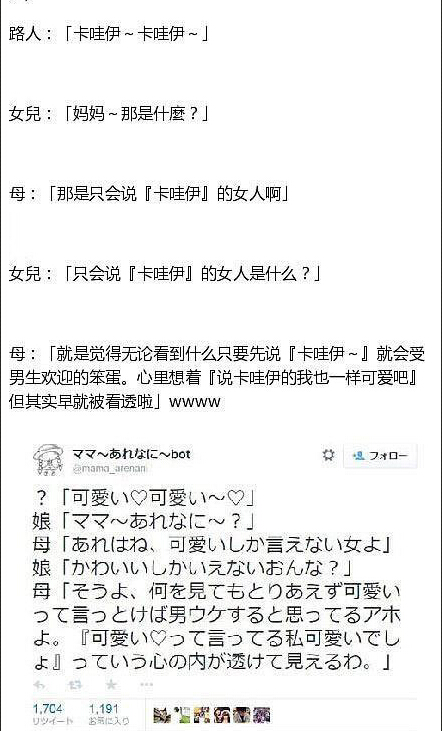 路人：「卡哇伊～卡哇伊～」
女兒：「妈妈～那是什麼？」
母：「那是只会说『卡哇伊』的女人啊」
女兒：「只会说『卡哇伊』的女人是什么？」
母：「就是觉得无论看到什么只要先说『卡哇伊～』就会受
男生欢迎的笨蛋。心里想着『说卡哇伊的我也一样可爱吧』
但其实早就被看透啦」wwww
ママ〜あれなに〜bot
フォロー
@mama_arenani
？「可愛い♡可愛い〜♡」
娘「ママ〜あれなに〜？」
母「あれはね、可愛いしか言えない女よ」
娘「かわいいしかいえないおんな？」
母「そうよ、何を見てもとりあえず可愛い
って言っとけば男ウケすると思ってるアホ
よ。『可愛い♡って言ってる私可愛いでし
ょ』っていう心の内が透けて見えるわ。」
1,704 1,191
リツイート お気に入り